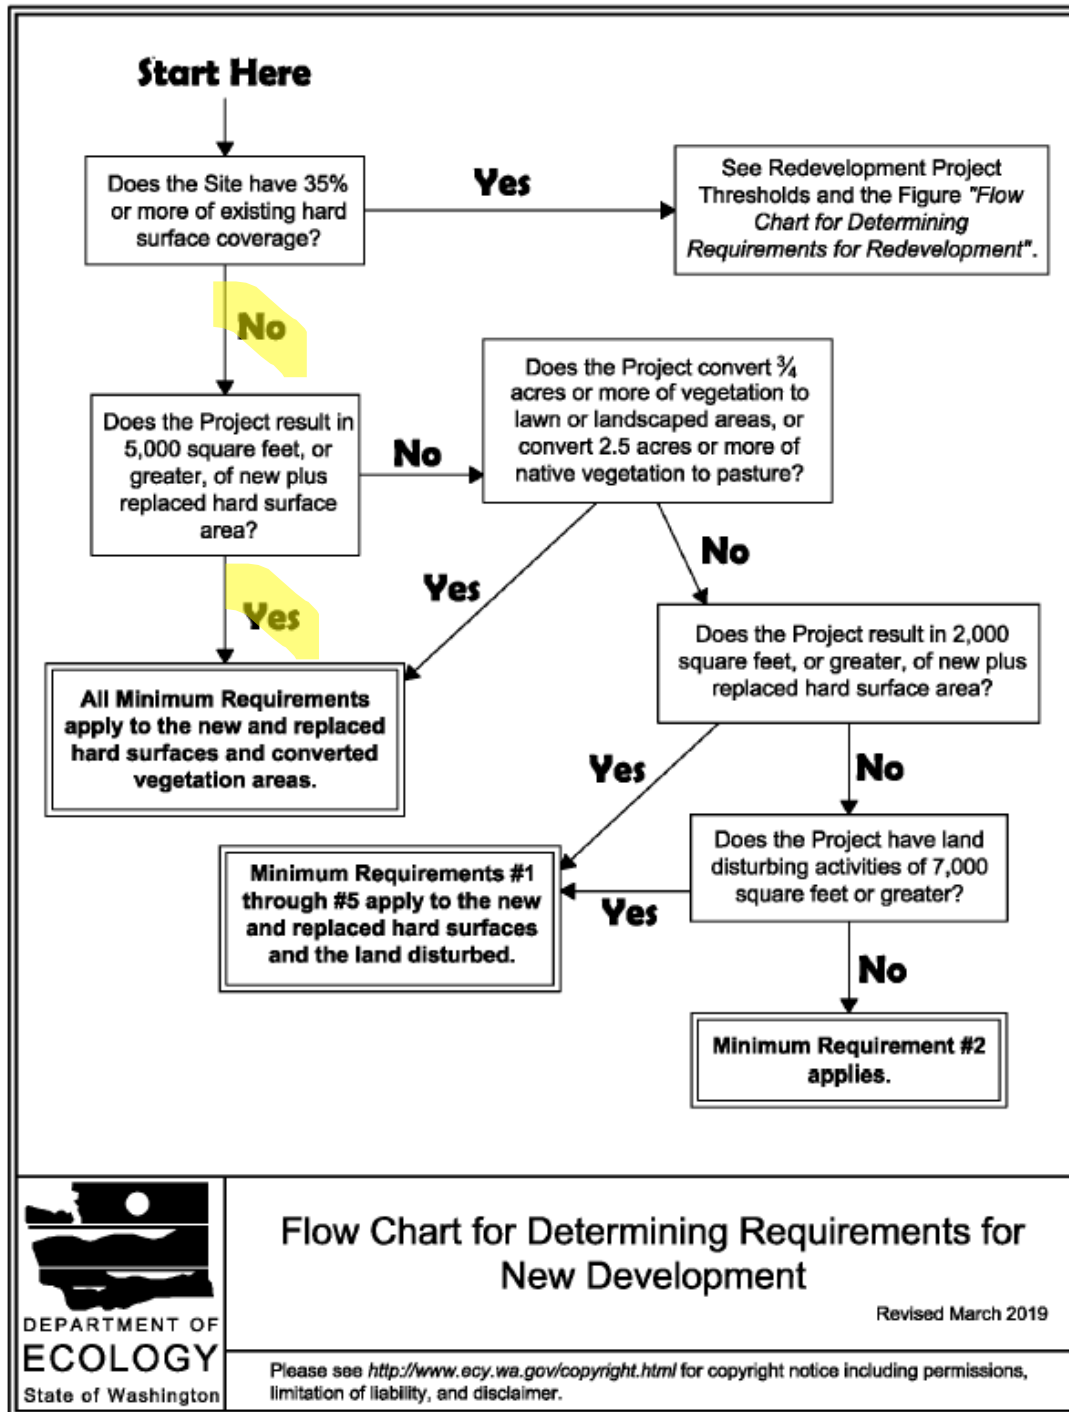 Start Here
Does the Site have 35%
or more of existing hard
surface coverage?
Yes
See Redevelopment Project
Thresholds and the Figure "Flow
Chart for Determining
Requirements for Redevelopment".
No
Does the Project result in
5,000 square feet, or
greater, of new plus
replaced hard surface
area?
No
Does the Project convert ¾
acres or more of vegetation to
lawn or landscaped areas, or
convert 2.5 acres or more of
native vegetation to pasture?
Yes
Yes
No
All Minimum Requirements
apply to the new and replaced
hard surfaces and converted
vegetation areas.
Does the Project result in 2,000
square feet, or greater, of new plus
replaced hard surface area?
Yes
No
Minimum Requirements #1
through #5 apply to the new
and replaced hard surfaces
and the land disturbed.
Does the Project have land
disturbing activities of 7,000
square feet or greater?
Yes
No
Minimum Requirement #2
applies.
DEPARTMENT OF
ECOLOGY
State of Washington
Flow Chart for Determining Requirements for
New Development
Revised March 2019
Please see http://www.ecy.wa.gov/copyright.html for copyright notice including permissions,
limitation of liability, and disclaimer.